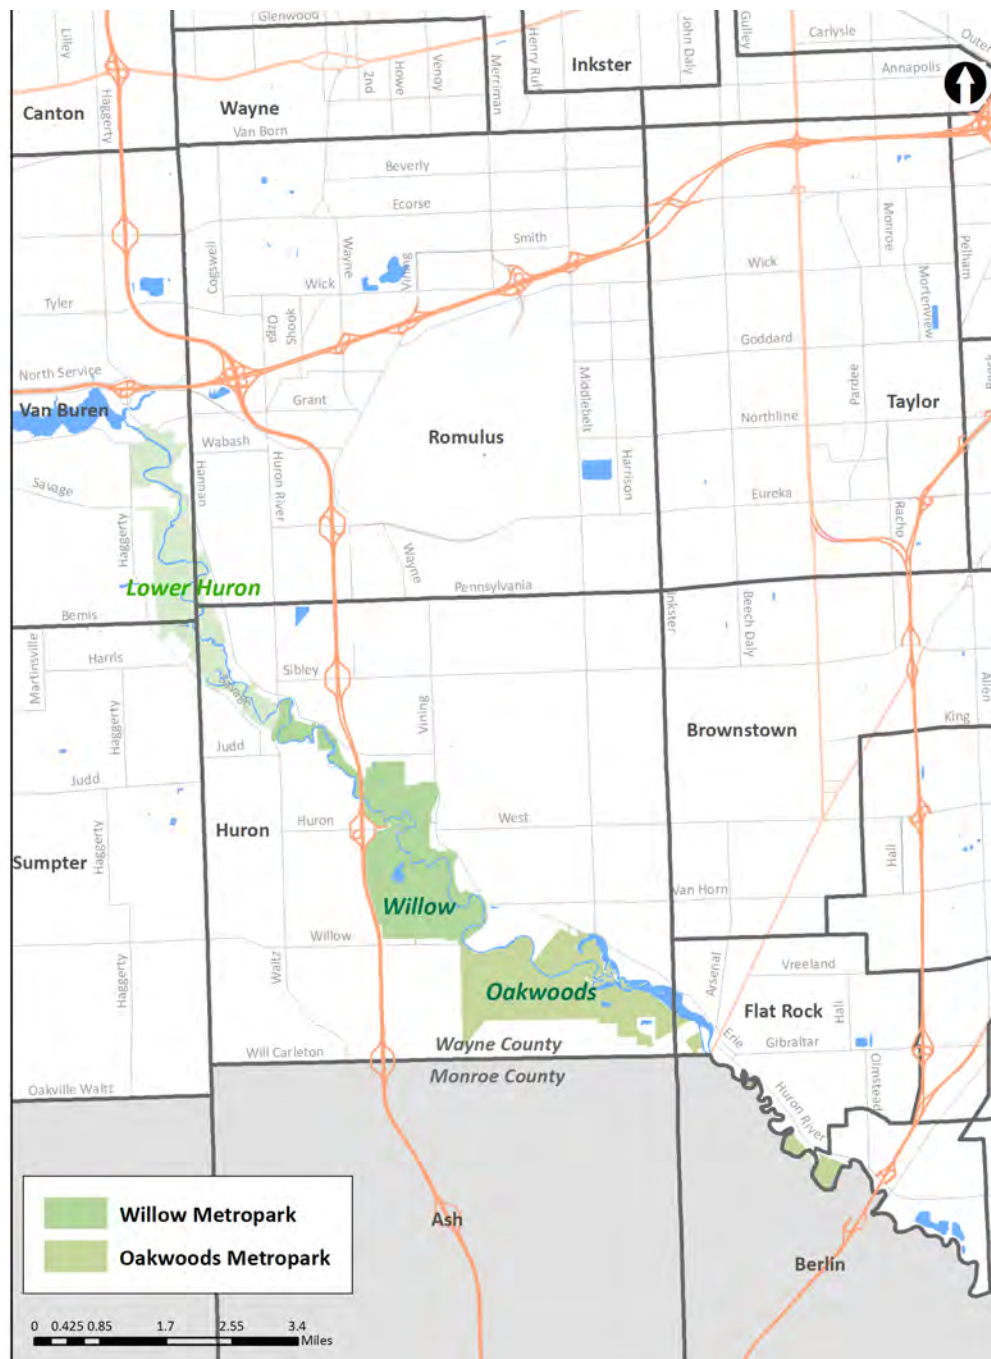 Glenwood
Lilley
Gulley
John Daly
Carlysle
Outer
Henry Ru
Merriman
Venoy
Howe
2nd
Inkster
Annapolis
Haggerty
Canton
Wayne
Van Born
Beverly
Ecorse
Monroe
Smith
Pelham
Wayne
Cogswell
Vining
Wick
Wick
Mortenview
Tyler
Ozga
Shook
Goddard
North Service
Middlebelt
Pardee
Grant
Van Buren
Taylor
Northline
Romulus
Wabash
Hannan
Huron River
Harrison
Savage
Eureka
Racho
Haggerty
Wayne
Lower Huron
Pennsylvania
Inkster
Beech Daly
Bemis
Martinsville
Harris
Sibley
Savage
Allen
Haggerty
Vining
King
Brownstown
Judd
Judd
Huron
Huron
West
Hall
Haggerty
Sumpter
Van Horn
Willow
Willow
Waltz
Haggerty
Arsenal
Vreeland
Oakwoods
Flat Rock
Hall
Erie
Gibraltar
Wayne County
Will Carleton
Monroe County
Olmstead
Oakville Waltz
Huron River
Willow Metropark
Ash
Oakwoods Metropark
Berlin
0 0.425 0.85 1.7 2.55 3.4
Miles